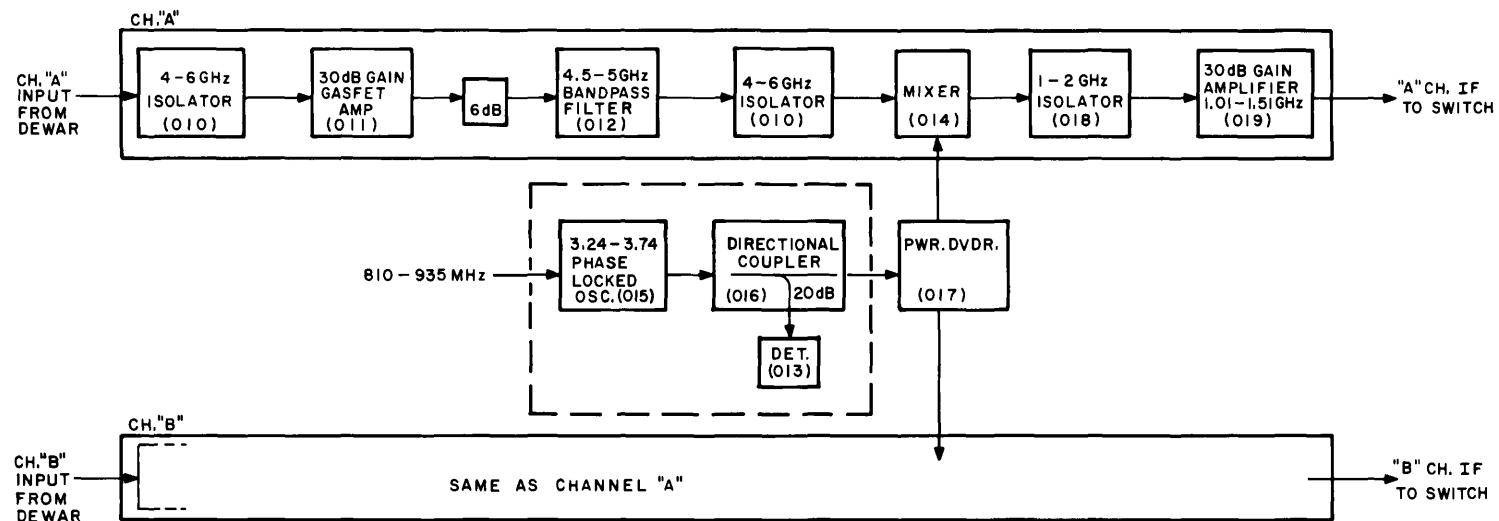 CH."A"
CH. "A"
INPUT
FROM
DEWAR
4-6GHz
ISOLATOR
(010)
30dB GAIN
GASFET
AMP
(011)
6dB
4.5-5GHz
BANDPASS
FILTER
(012)
4-6GHz
ISOLATOR
(010)
MIXER
(014)
1-2 GHz
ISOLATOR
(018)
30dB GAIN
AMPLIFIER
1.01-1.51GHz
(019)
"A" CH. IF
TO SWITCH
810-935 MHz
3.24-3.74
PHASE
LOCKED
OSC.(015)
DIRECTIONAL
COUPLER
(016) 20dB
DET.
(013)
PWR. DVDR.
(017)
CH."B"
CH."B"
INPUT
FROM
DEWAR
SAME AS CHANNEL "A"
"B" CH. IF
TO SWITCH